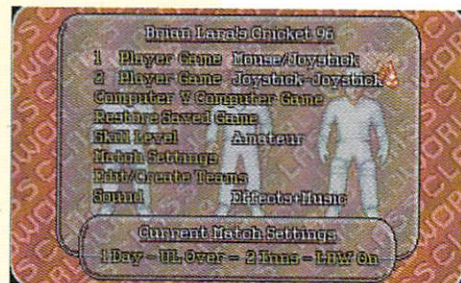 Brian Lara's Cricket 96
1 Player Game Mouse/Joystick
2 Player Game Joystick-Joystick
Computer V Computer Game
Restore Saved Game
Skill Level Amateur
Match Settings
Edit/Create Teams
Sound Effects+Music
Current Match Settings
1 Day - Over - 2 Inns - LBW On